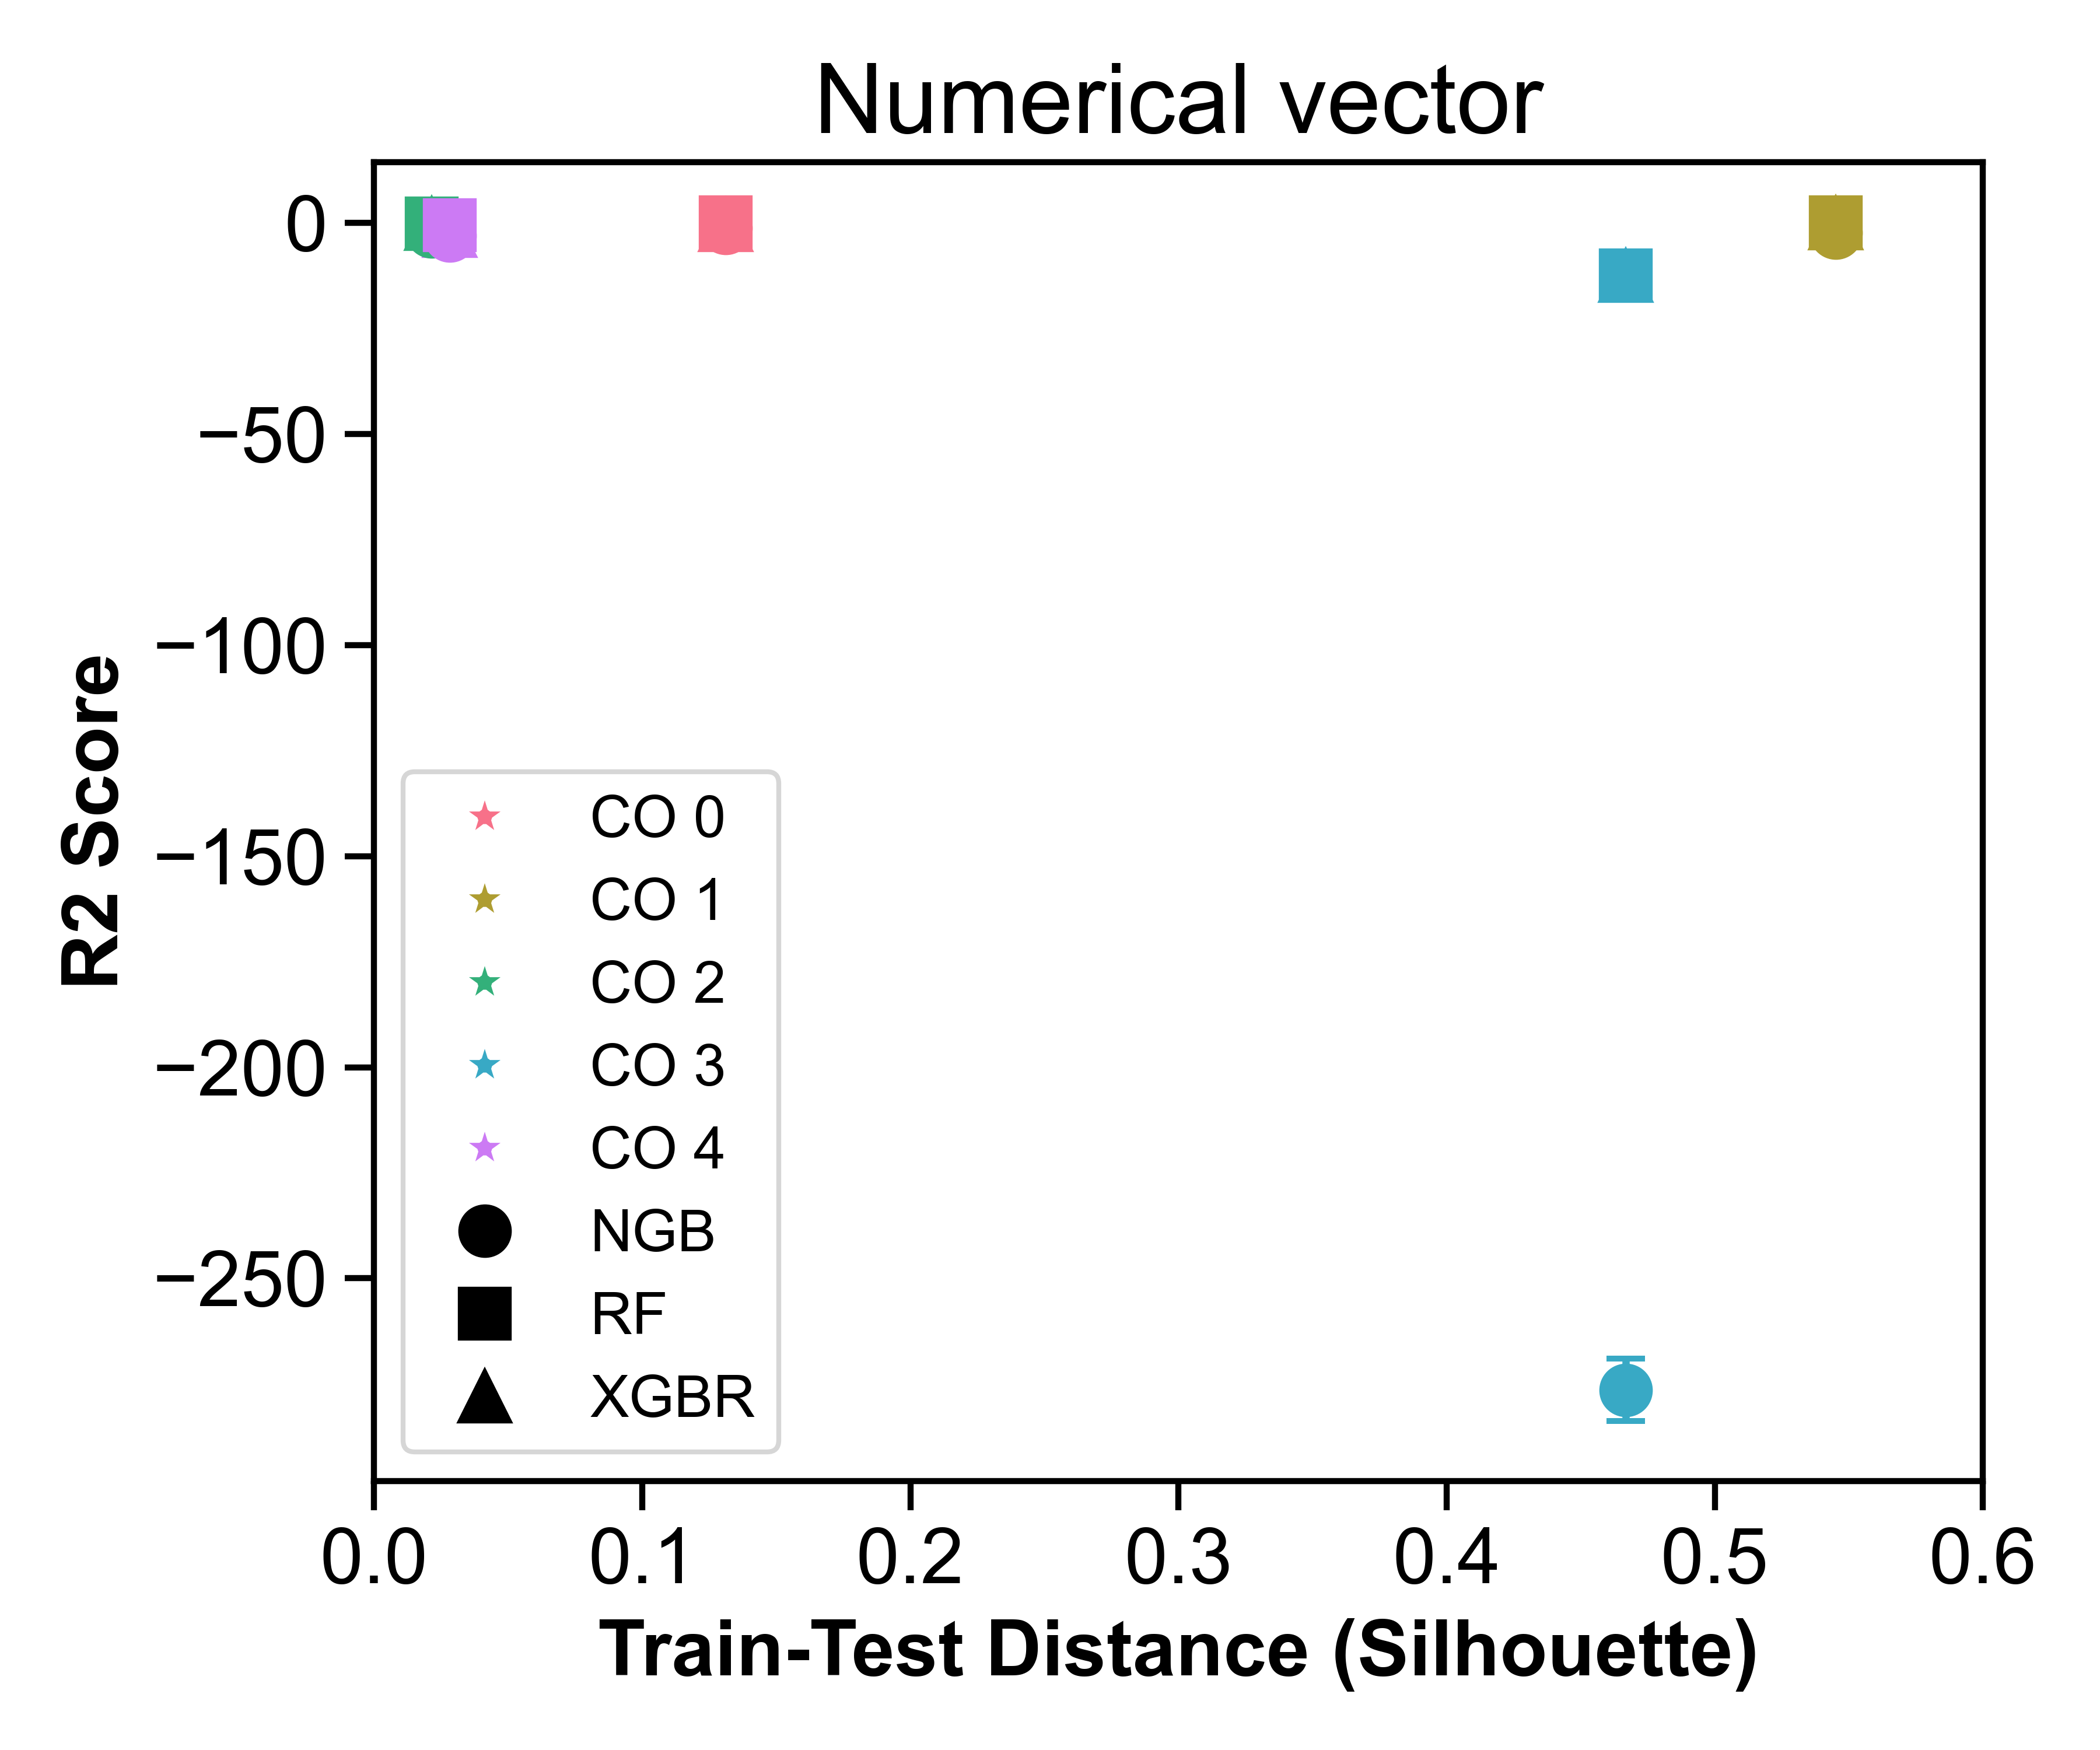 Numerical vector
R2 Score
0
−50
−100
−150
−200
−250
CO 0
CO 1
CO 2
CO 3
CO 4
NGB
RF
XGBR
0.0 0.1 0.2 0.3 0.4 0.5 0.6
Train-Test Distance (Silhouette)